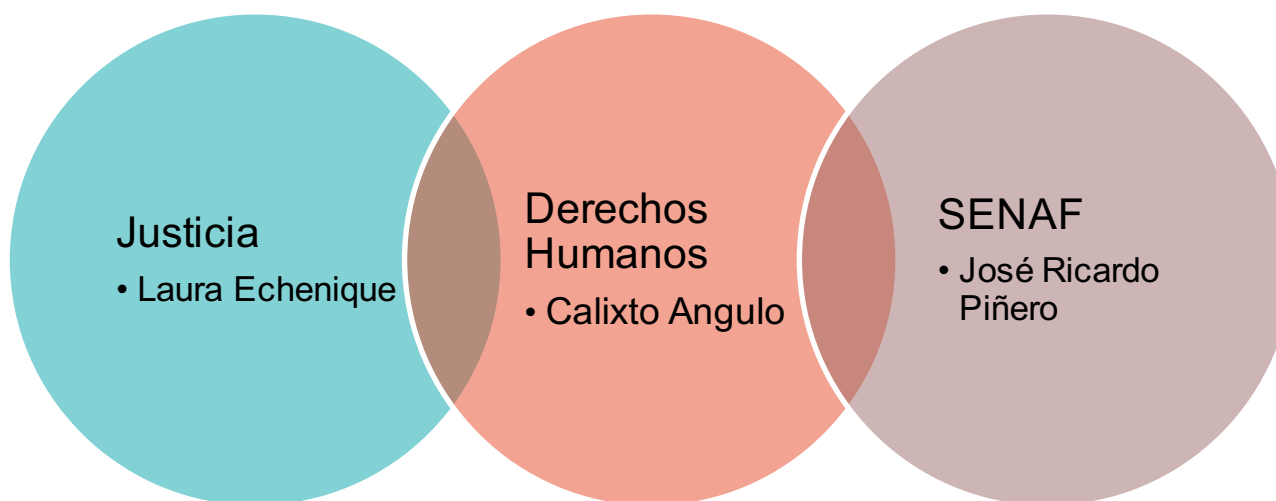 Justicia
• Laura Echenique
Derechos
Humanos
• Calixto Angulo
SENAF
• José Ricardo
Piñero